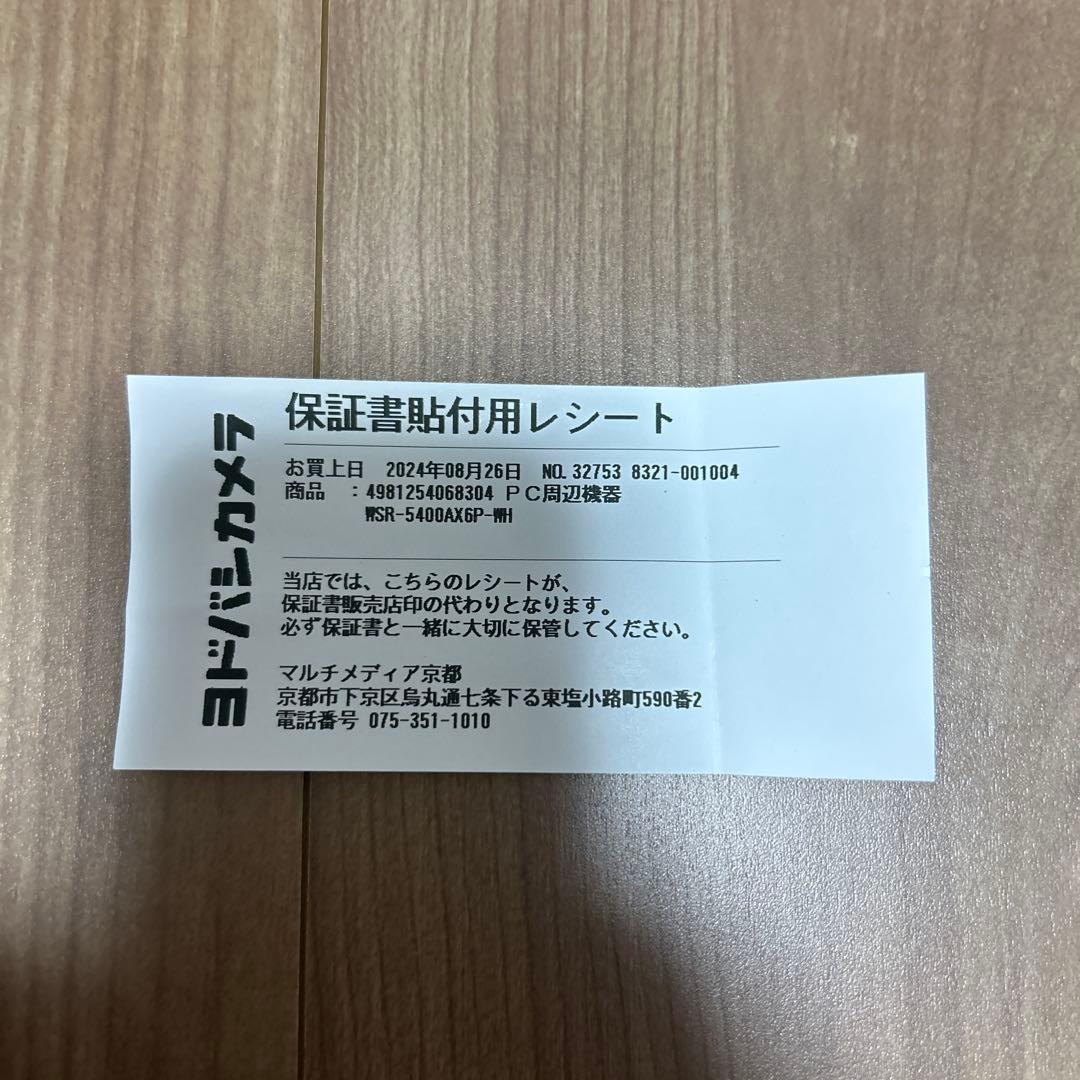 ヨドバシカメラ
保証書貼付用レシート
お買上日 2024年08月26日 NO.32753 8321-001004
商品 :4981254068304 PC周辺機器
WSR-5400AX6P-WH
当店では、こちらのレシートが、
保証書販売店印の代わりとなります。
必ず保証書と一緒に大切に保管してください。
マルチメディア京都
京都市下京区烏丸通七条下る東塩小路町590番2
電話番号 075-351-1010